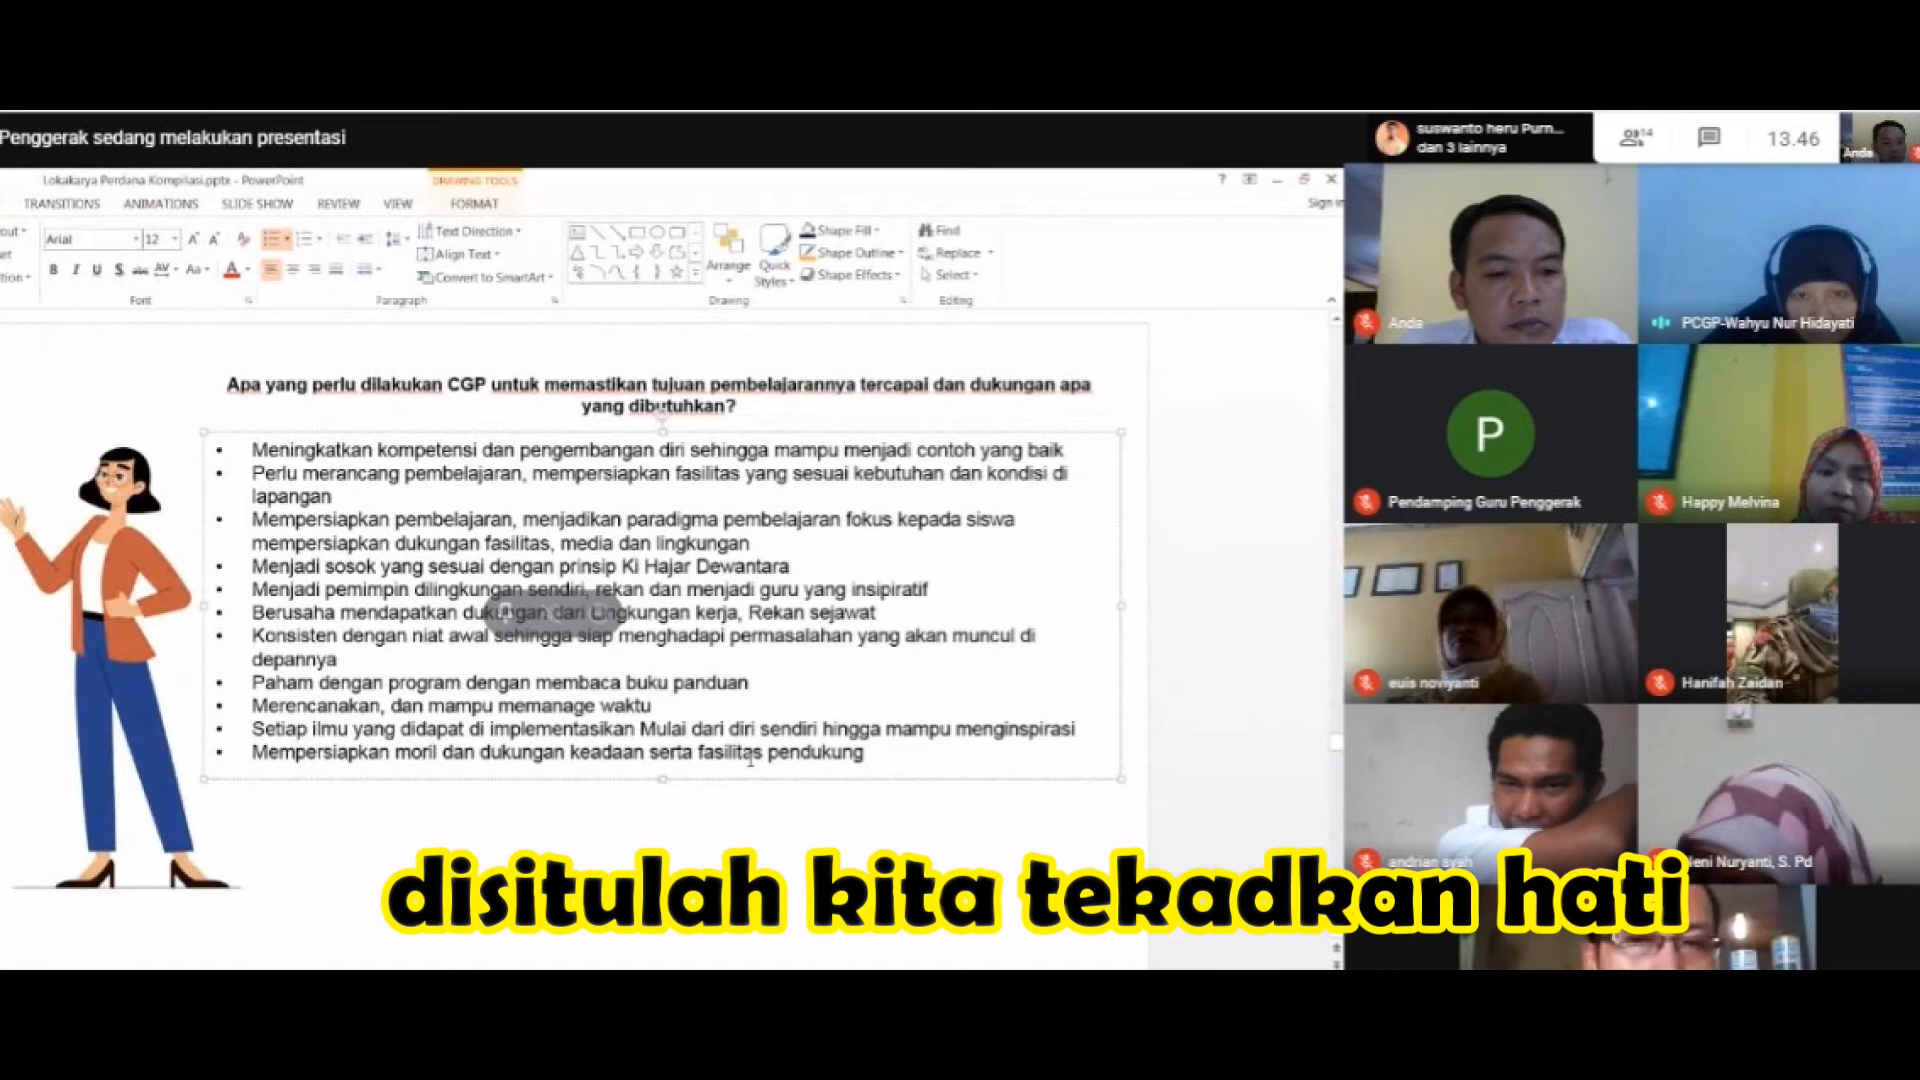 Penggerak sedang melakukan presentasi
suswanto heru Purn...
dan 3 lainnya
14
13.46
Anda
Lokakarya Perdana Kompilasi.pptx - PowerPoint
DRAWING TOOLS
TRANSITIONS ANIMATIONS SLIDE SHOW REVIEW VIEW FORMAT
Sign in
Arial 12
Text Direction
Align Text
Convert to SmartArt
Arrange
Quick
Styles
Shape Fill
Shape Outline
Shape Effects
Find
Replace
Select
Font Paragraph Drawing Editing
Apa yang perlu dilakukan CGP untuk memastikan tujuan pembelajarannya tercapai dan dukungan apa
yang dibutuhkan?
• Meningkatkan kompetensi dan pengembangan diri sehingga mampu menjadi contoh yang baik
• Perlu merancang pembelajaran, mempersiapkan fasilitas yang sesuai kebutuhan dan kondisi di
lapangan
• Mempersiapkan pembelajaran, menjadikan paradigma pembelajaran fokus kepada siswa
mempersiapkan dukungan fasilitas, media dan lingkungan
• Menjadi sosok yang sesuai dengan prinsip Ki Hajar Dewantara
• Menjadi pemimpin dilingkungan sendiri, rekan dan menjadi guru yang insipiratif
• Berusaha mendapatkan dukungan dari lingkungan kerja, Rekan sejawat
• Konsisten dengan niat awal sehingga siap menghadapi permasalahan yang akan muncul di
depannya
• Paham dengan program dengan membaca buku panduan
• Merencanakan, dan mampu memanage waktu
• Setiap ilmu yang didapat di implementasikan Mulai dari diri sendiri hingga mampu menginspirasi
• Mempersiapkan moril dan dukungan keadaan serta fasilitas pendukung
Anda
PCGP-Wahyu Nur Hidayati
P
Pendamping Guru Penggerak
Happy Melvina
euis noviyanti
Hanifah Zaidan
andrian syah
Neni Nuryanti, S. Pd
disitulah kita tekadkan hati